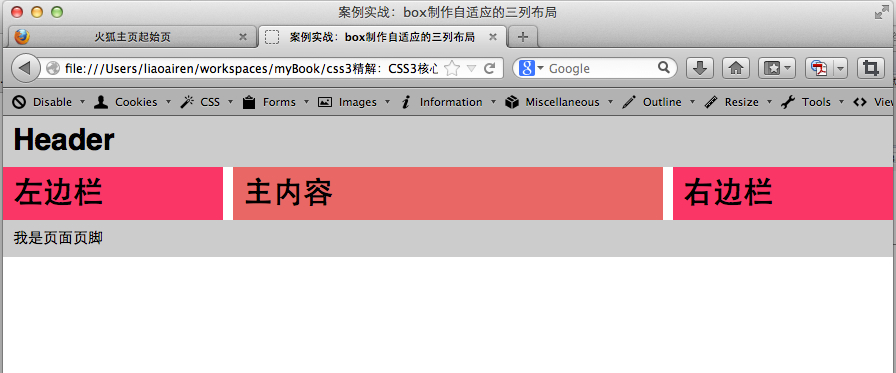 案例实战：box制作自适应的三列布局
火狐主页起始页
案例实战：box制作自适应的三列布局
file:///Users/liaoairen/workspaces/myBook/css3精解：CSS3核心
Google
Disable Cookies CSS Forms Images Information Miscellaneous Outline Resize Tools View
Header
左边栏
主内容
右边栏
我是页面页脚